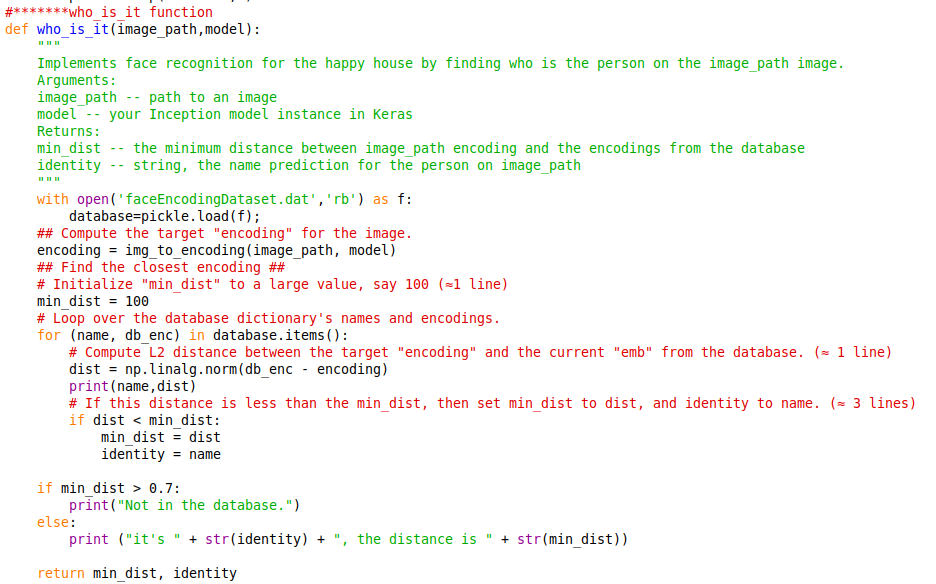 #*******who_is_it function
def who_is_it(image_path,model):
    """
    Implements face recognition for the happy house by finding who is the person on the image_path image.
    Arguments:
    image_path -- path to an image
    model -- your Inception model instance in Keras
    Returns:
    min_dist -- the minimum distance between image_path encoding and the encodings from the database
    identity -- string, the name prediction for the person on image_path
    """
    with open('faceEncodingDataset.dat','rb') as f:
        database=pickle.load(f);
    ## Compute the target "encoding" for the image.
    encoding = img_to_encoding(image_path, model)
    ## Find the closest encoding ##
    # Initialize "min_dist" to a large value, say 100 (≈1 line)
    min_dist = 100
    # Loop over the database dictionary's names and encodings.
    for (name, db_enc) in database.items():
        # Compute L2 distance between the target "encoding" and the current "emb" from the database. (≈ 1 line)
        dist = np.linalg.norm(db_enc - encoding)
        print(name,dist)
        # If this distance is less than the min_dist, then set min_dist to dist, and identity to name. (≈ 3 lines)
        if dist < min_dist:
            min_dist = dist
            identity = name
    if min_dist > 0.7:
        print("Not in the database.")
    else:
        print ("it's " + str(identity) + ", the distance is " + str(min_dist))
    return min_dist, identity